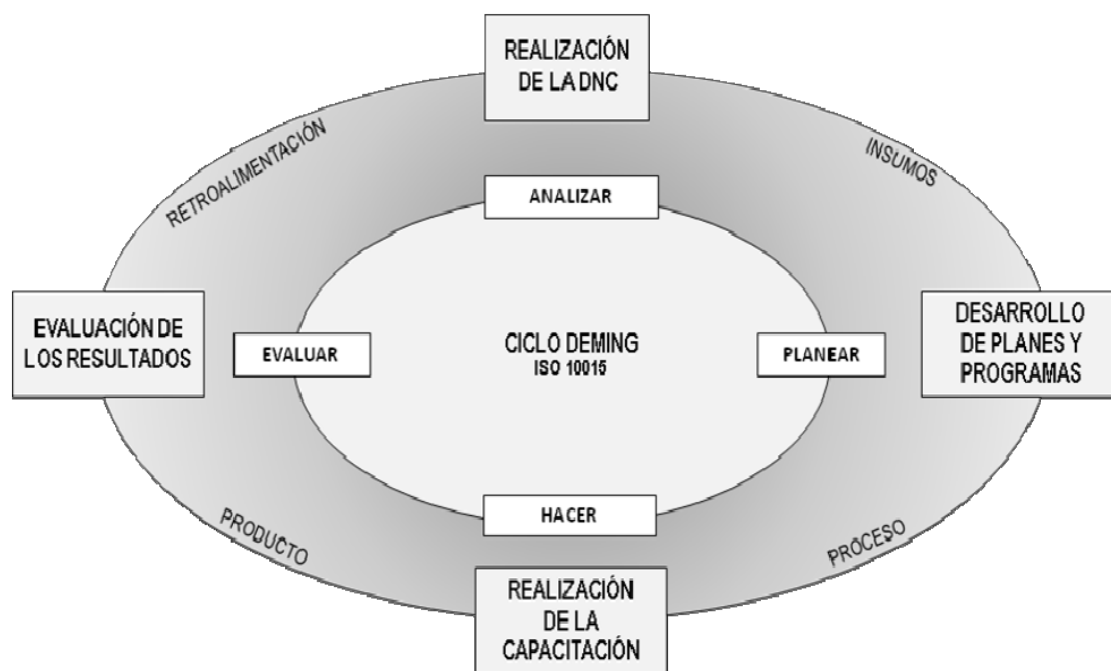 REALIZACIÓN
DE LA DNC
RETROALIMENTACIÓN
INSUMOS
ANALIZAR
EVALUACIÓN DE
LOS RESULTADOS
EVALUAR
CICLO DEMING
ISO 10015
PLANEAR
DESARROLLO
DE PLANES Y
PROGRAMAS
HACER
PRODUCTO
PROCESO
REALIZACIÓN
DE LA
CAPACITACIÓN